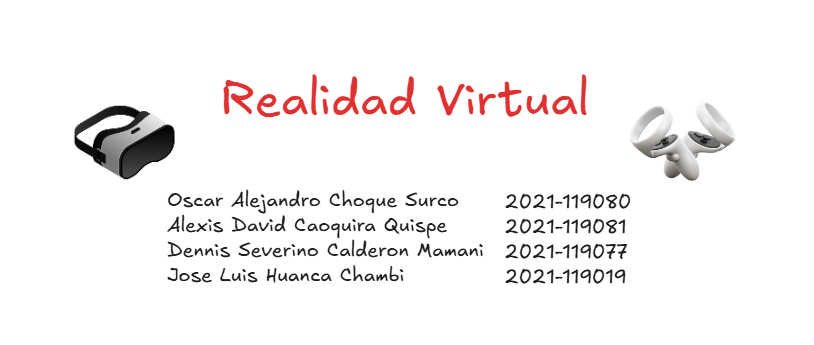 Realidad Virtual
Oscar Alejandro Choque Surco 2021-119080
Alexis David Caoquira Quispe 2021-119081
Dennis Severino Calderon Mamani 2021-119077
Jose Luis Huanca Chambi 2021-119019